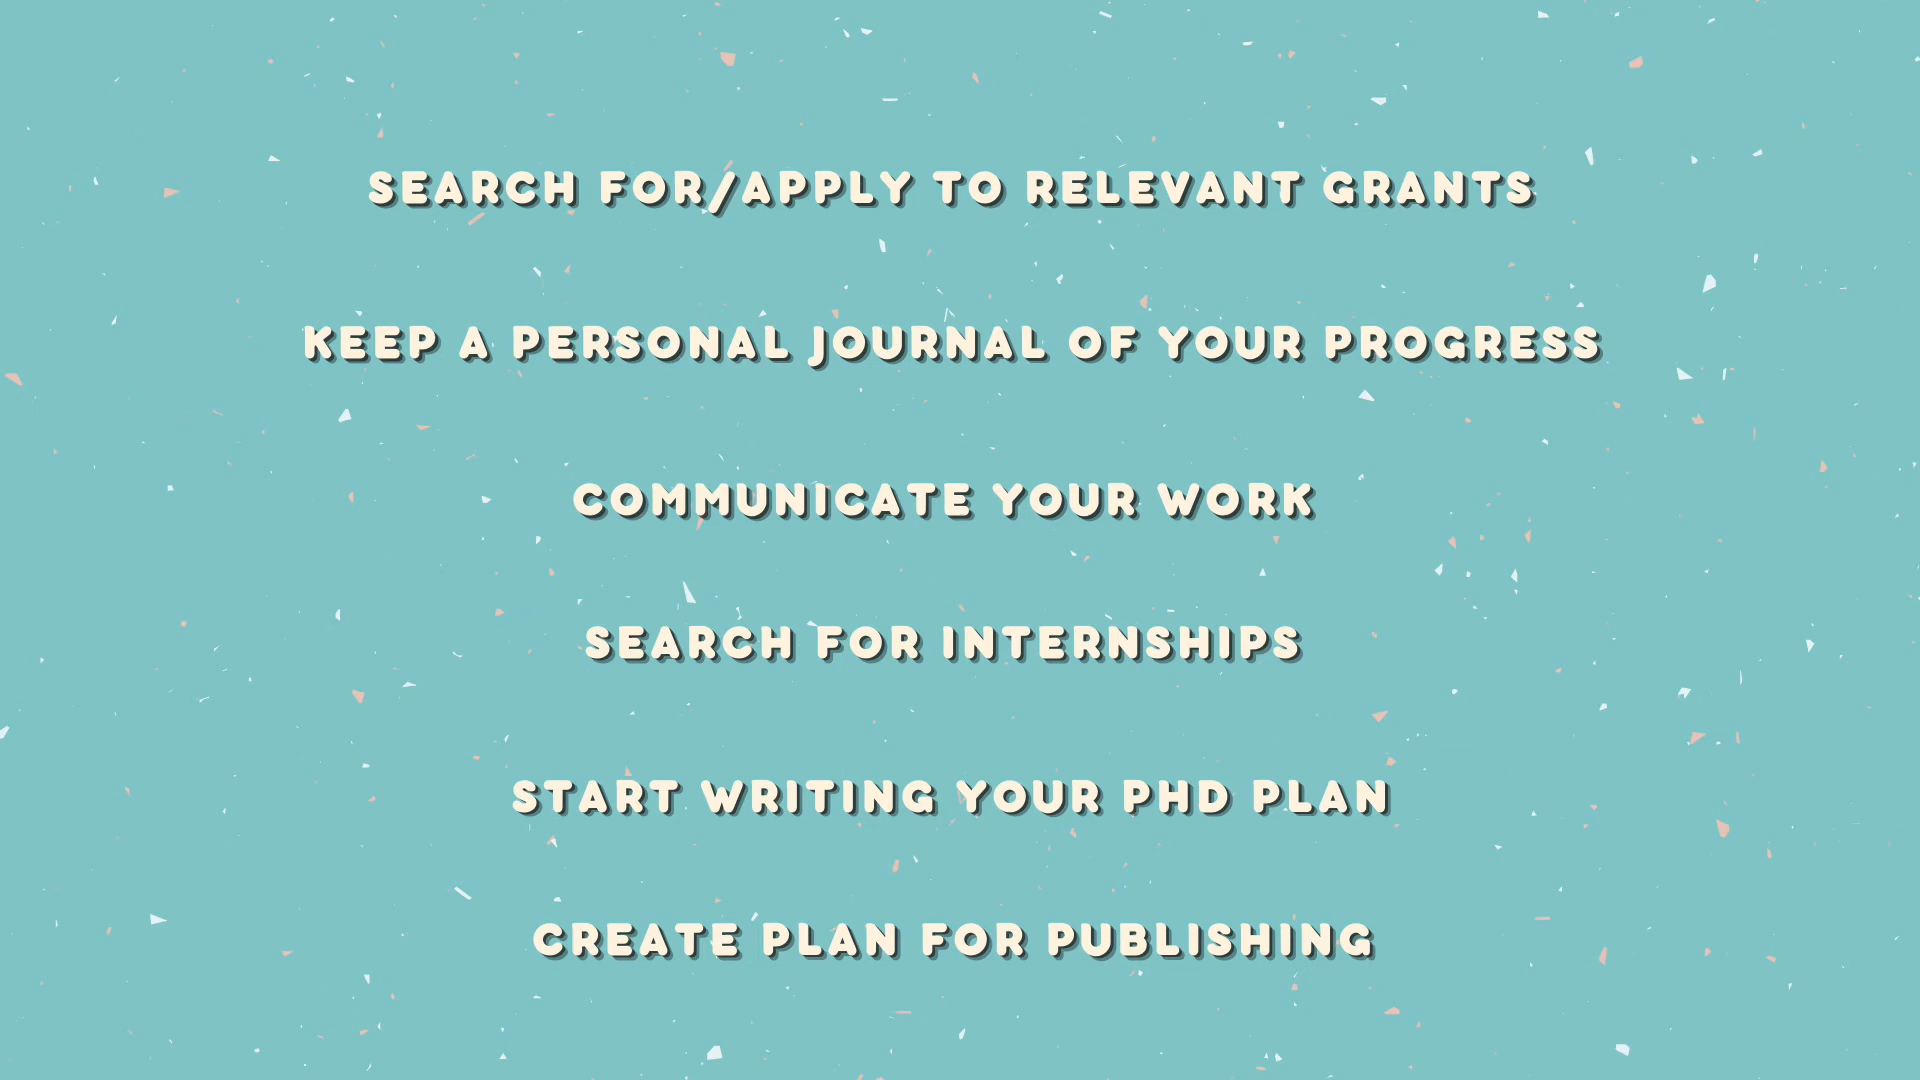 SEARCH FOR/APPLY TO RELEVANT GRANTS
KEEP A PERSONAL JOURNAL OF YOUR PROGRESS
COMMUNICATE YOUR WORK
SEARCH FOR INTERNSHIPS
START WRITING YOUR PHD PLAN
CREATE PLAN FOR PUBLISHING